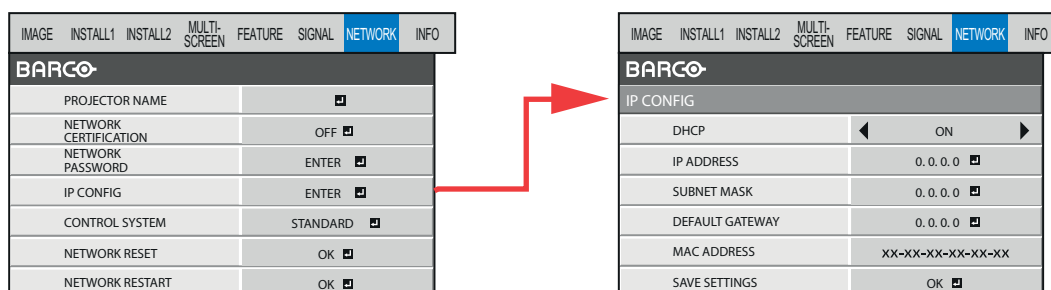 IMAGE INSTALL1 INSTALL2 MULTI-SCREEN FEATURE SIGNAL NETWORK INFO
BARCO
PROJECTOR NAME
NETWORK CERTIFICATION OFF
NETWORK PASSWORD ENTER
IP CONFIG ENTER
CONTROL SYSTEM STANDARD
NETWORK RESET OK
NETWORK RESTART OK
IMAGE INSTALL1 INSTALL2 MULTI-SCREEN FEATURE SIGNAL NETWORK INFO
BARCO
IP CONFIG
DHCP ON
IP ADDRESS 0. 0. 0. 0
SUBNET MASK 0. 0. 0. 0
DEFAULT GATEWAY 0. 0. 0. 0
MAC ADDRESS xx-xx-xx-xx-xx-xx
SAVE SETTINGS OK